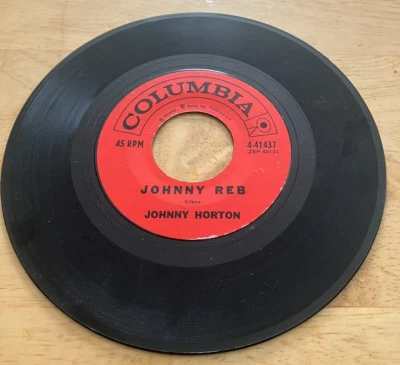 COLUMBIA
45 RPM
4-41437
JOHNNY REB
JOHNNY HORTON